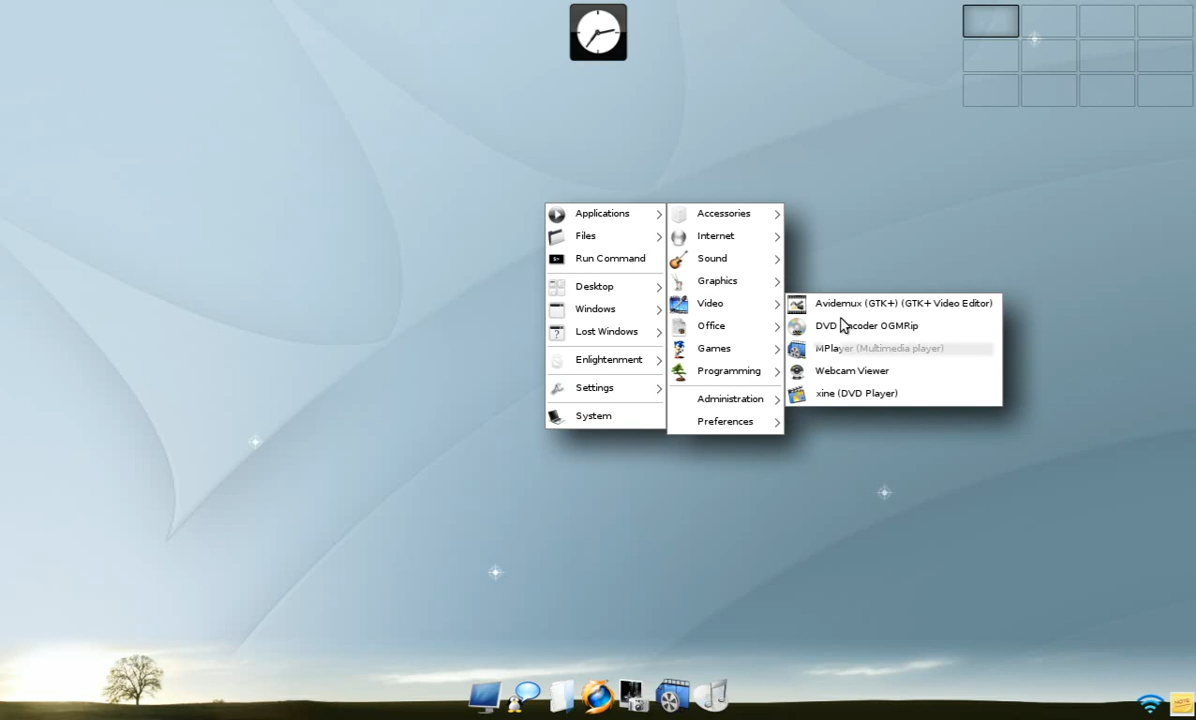 Applications
Files
Run Command
Desktop
Windows
Lost Windows
Enlightenment
Settings
System
Accessories
Internet
Sound
Graphics
Video
Office
Games
Programming
Administration
Preferences
Avidemux (GTK+) (GTK+ Video Editor)
DVD Encoder OGMRip
MPlayer (Multimedia player)
Webcam Viewer
xine (DVD Player)